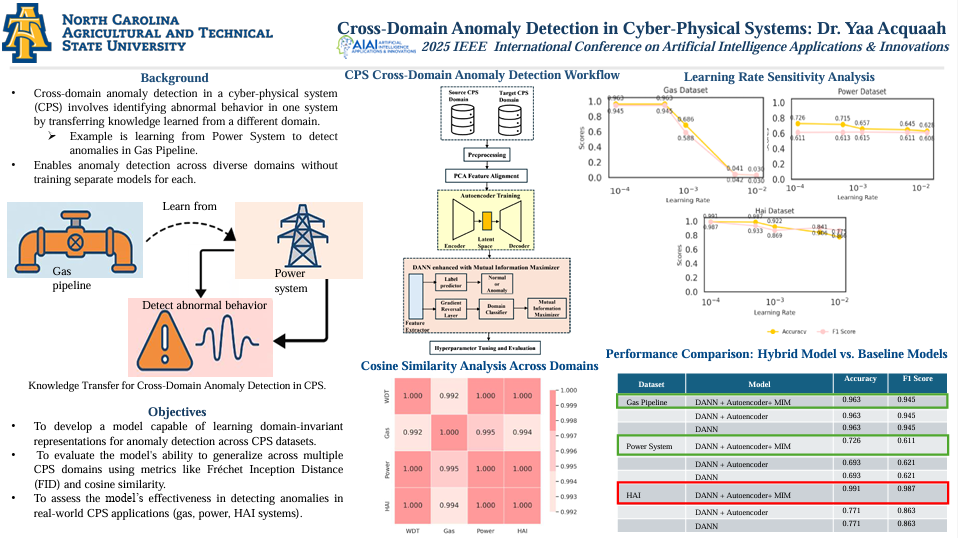 NORTH CAROLINA
AGRICULTURAL AND TECHNICAL
STATE UNIVERSITY
Cross-Domain Anomaly Detection in Cyber-Physical Systems: Dr. Yaa Acquaah
AIAI ARTIFICIAL INTELLIGENCE APPLICATIONS & INNOVATIONS
2025 IEEE International Conference on Artificial Intelligence Applications & Innovations
Background
• Cross-domain anomaly detection in a cyber-physical system
(CPS) involves identifying abnormal behavior in one system
by transferring knowledge learned from a different domain.
➢ Example is learning from Power System to detect
anomalies in Gas Pipeline.
• Enables anomaly detection across diverse domains without
training separate models for each.
Learn from
Gas
pipeline
Power
system
Detect abnormal behavior
Knowledge Transfer for Cross-Domain Anomaly Detection in CPS.
Objectives
• To develop a model capable of learning domain-invariant
representations for anomaly detection across CPS datasets.
• To evaluate the model's ability to generalize across multiple
CPS domains using metrics like Fréchet Inception Distance
(FID) and cosine similarity.
• To assess the model's effectiveness in detecting anomalies in
real-world CPS applications (gas, power, HAI systems).
CPS Cross-Domain Anomaly Detection Workflow
Source CPS
Domain
Target CPS
Domain
Preprocessing
PCA Feature Alignment
Autoencoder Training
Encoder
Latent
Space
Decoder
DANN enhanced with Mutual Information Maximizer
Label
predictor
Normal
or
Anomaly
Gradient
Reversal
Layer
Domain
Classifier
Mutual
Information
Maximizer
Feature
Extractor
Hyperparameter Tuning and Evaluation
Cosine Similarity Analysis Across Domains
WDT 1.000 0.992 1.000 1.000
Gas 0.992 1.000 0.995 0.994
Power 1.000 0.995 1.000 1.000
HAI 1.000 0.994 1.000 1.000
WDT Gas Power HAI
1.000
0.999
0.998
0.997
0.996
0.995
0.994
0.993
0.992
Learning Rate Sensitivity Analysis
Gas Dataset
Scores
1.0
0.8
0.6
0.4
0.2
0.0
0.963 0.963
0.945 0.945
0.686
0.588
0.041 0.030
0.042 0.030
10⁻⁴ 10⁻³ 10⁻²
Learning Rate
Power Dataset
1.0
0.8
0.6
0.4
0.2
0.0
0.726 0.715 0.657 0.645 0.628
0.611 0.613 0.615 0.611 0.608
10⁻⁴ 10⁻³ 10⁻²
Learning Rate
Hai Dataset
Scores
1.0
0.8
0.6
0.4
0.2
0.0
0.991 0.922 0.841
0.987 0.933 0.869
10⁻⁴ 10⁻³ 10⁻²
Learning Rate
Accuracy F1 Score
Performance Comparison: Hybrid Model vs. Baseline Models
Dataset Model Accuracy F1 Score
Gas Pipeline DANN + Autoencoder+ MIM 0.963 0.945
DANN + Autoencoder 0.963 0.945
DANN 0.963 0.945
Power System DANN + Autoencoder+ MIM 0.726 0.611
DANN + Autoencoder 0.693 0.621
DANN 0.693 0.621
HAI DANN + Autoencoder+ MIM 0.991 0.987
DANN + Autoencoder 0.771 0.863
DANN 0.771 0.863